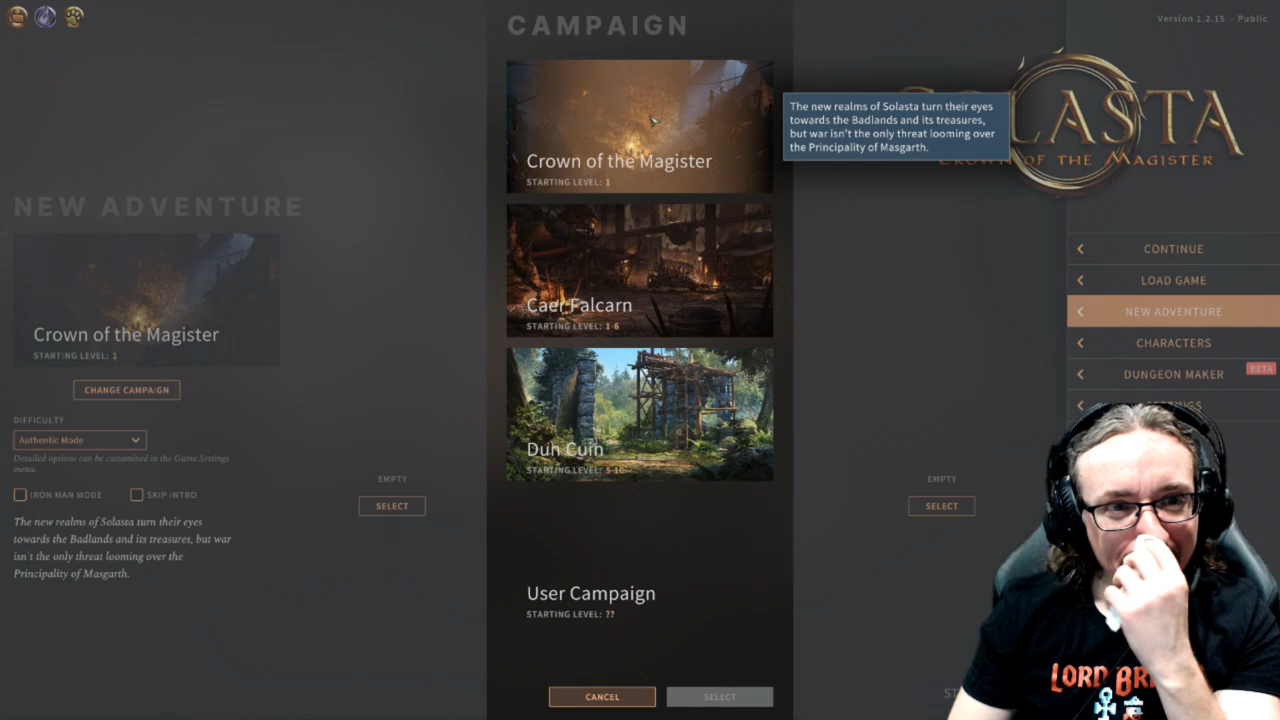 CAMPAIGN
Version 1.2.15 - Public
Crown of the Magister
STARTING LEVEL: 1
The new realms of Solasta turn their eyes
towards the Badlands and its treasures,
but war isn't the only threat looming over
the Principality of Masgarth.
SOLASTA
CROWN OF THE MAGISTER
NEW ADVENTURE
Crown of the Magister
STARTING LEVEL: 1
CHANGE CAMPAIGN
DIFFICULTY
Authentic Mode
Detailed options can be customized in the Game Settings
menu.
IRON MAN MODE
SKIP INTRO
The new realms of Solasta turn their eyes
towards the Badlands and its treasures, but war
isn't the only threat looming over the
Principality of Masgarth.
EMPTY
SELECT
Caer Falcarn
STARTING LEVEL: 1-6
Dun Cuin
STARTING LEVEL: 5-10
User Campaign
STARTING LEVEL: ??
CANCEL
SELECT
EMPTY
SELECT
CONTINUE
LOAD GAME
NEW ADVENTURE
CHARACTERS
DUNGEON MAKER
BETA
SETTINGS
LORD